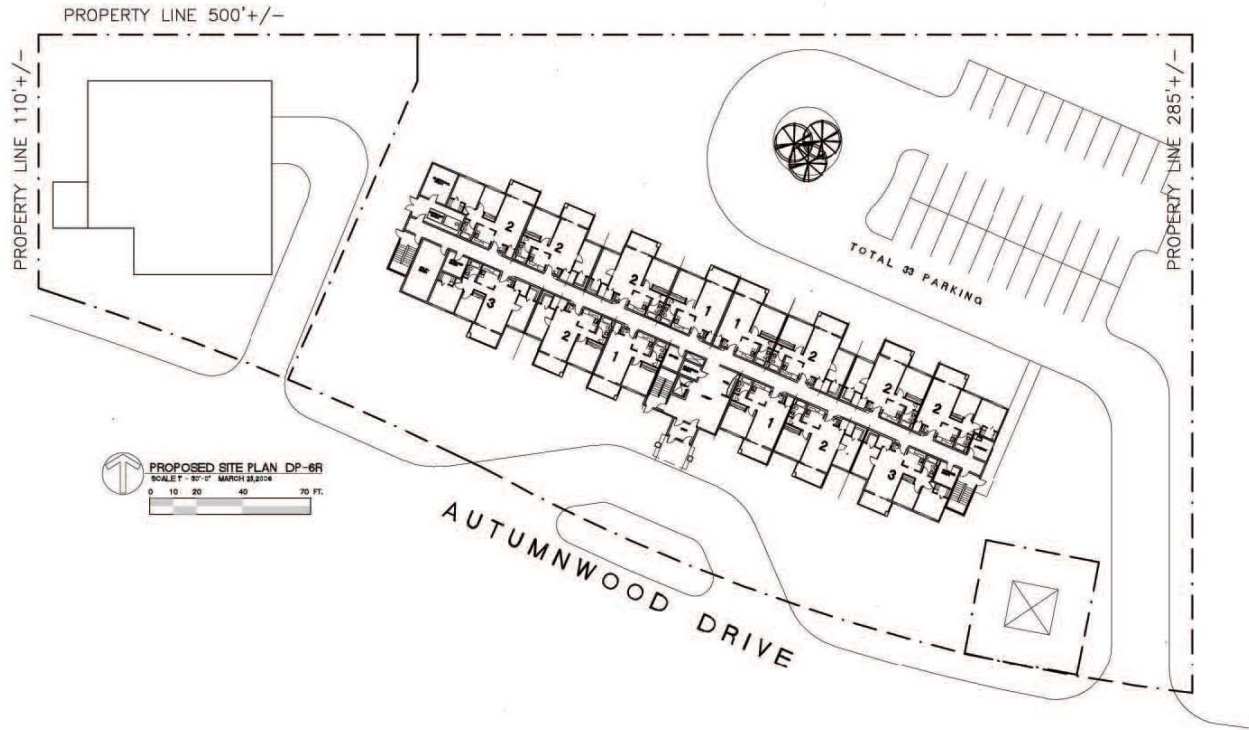 PROPERTY LINE 500'+/-
PROPERTY LINE 110'+/-
PROPERTY LINE 285'+/-
TOTAL 33 PARKING
2
2
2
1
1
2
2
2
3
2
1
1
2
3
PROPOSED SITE PLAN DP-6R
MARCH
0 10 20 40 70 FT.
AUTUMNWOOD DRIVE